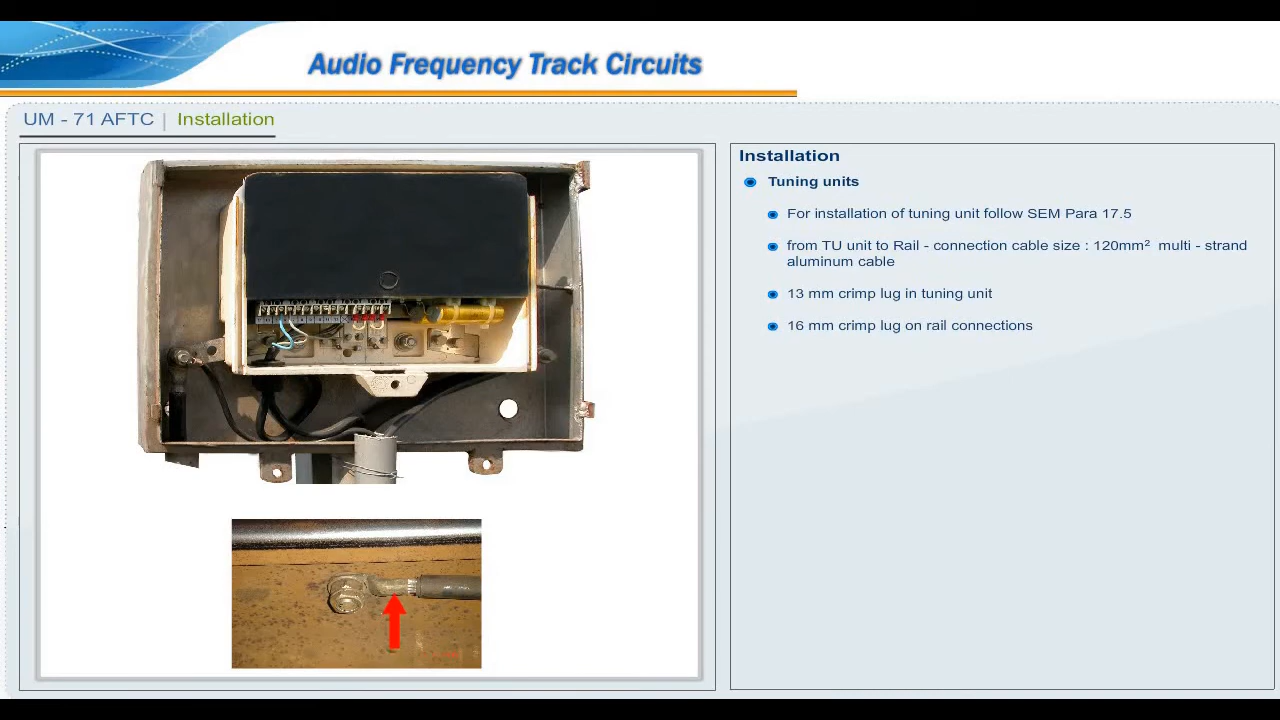 Audio Frequency Track Circuits
UM - 71 AFTC | Installation
Installation
Tuning units
For installation of tuning unit follow SEM Para 17.5
from TU unit to Rail - connection cable size : 120mm² multi - strand
aluminum cable
13 mm crimp lug in tuning unit
16 mm crimp lug on rail connections